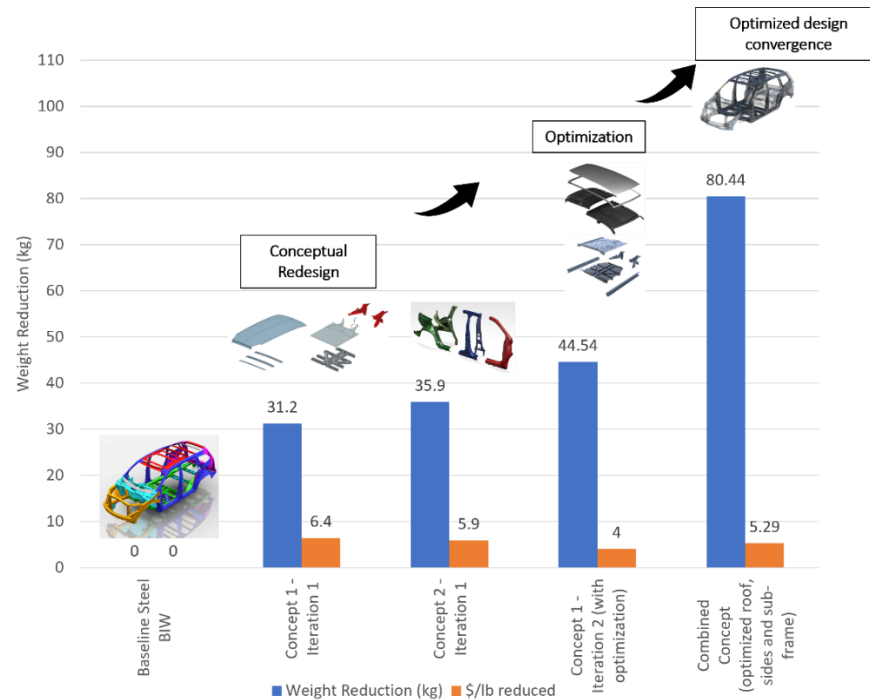 Optimized design
convergence
Optimization
Conceptual
Redesign
Weight Reduction (kg)
110
100
90
80
70
60
50
40
30
20
10
0
0 0
31.2
6.4
35.9
5.9
44.54
4
80.44
5.29
Baseline Steel
BIW
Concept 1 -
Iteration 1
Concept 2 -
Iteration 1
Concept 1 -
Iteration 2 (with
optimization)
Combined
Concept
(optimized roof,
sides and sub-
frame)
Weight Reduction (kg) $/lb reduced